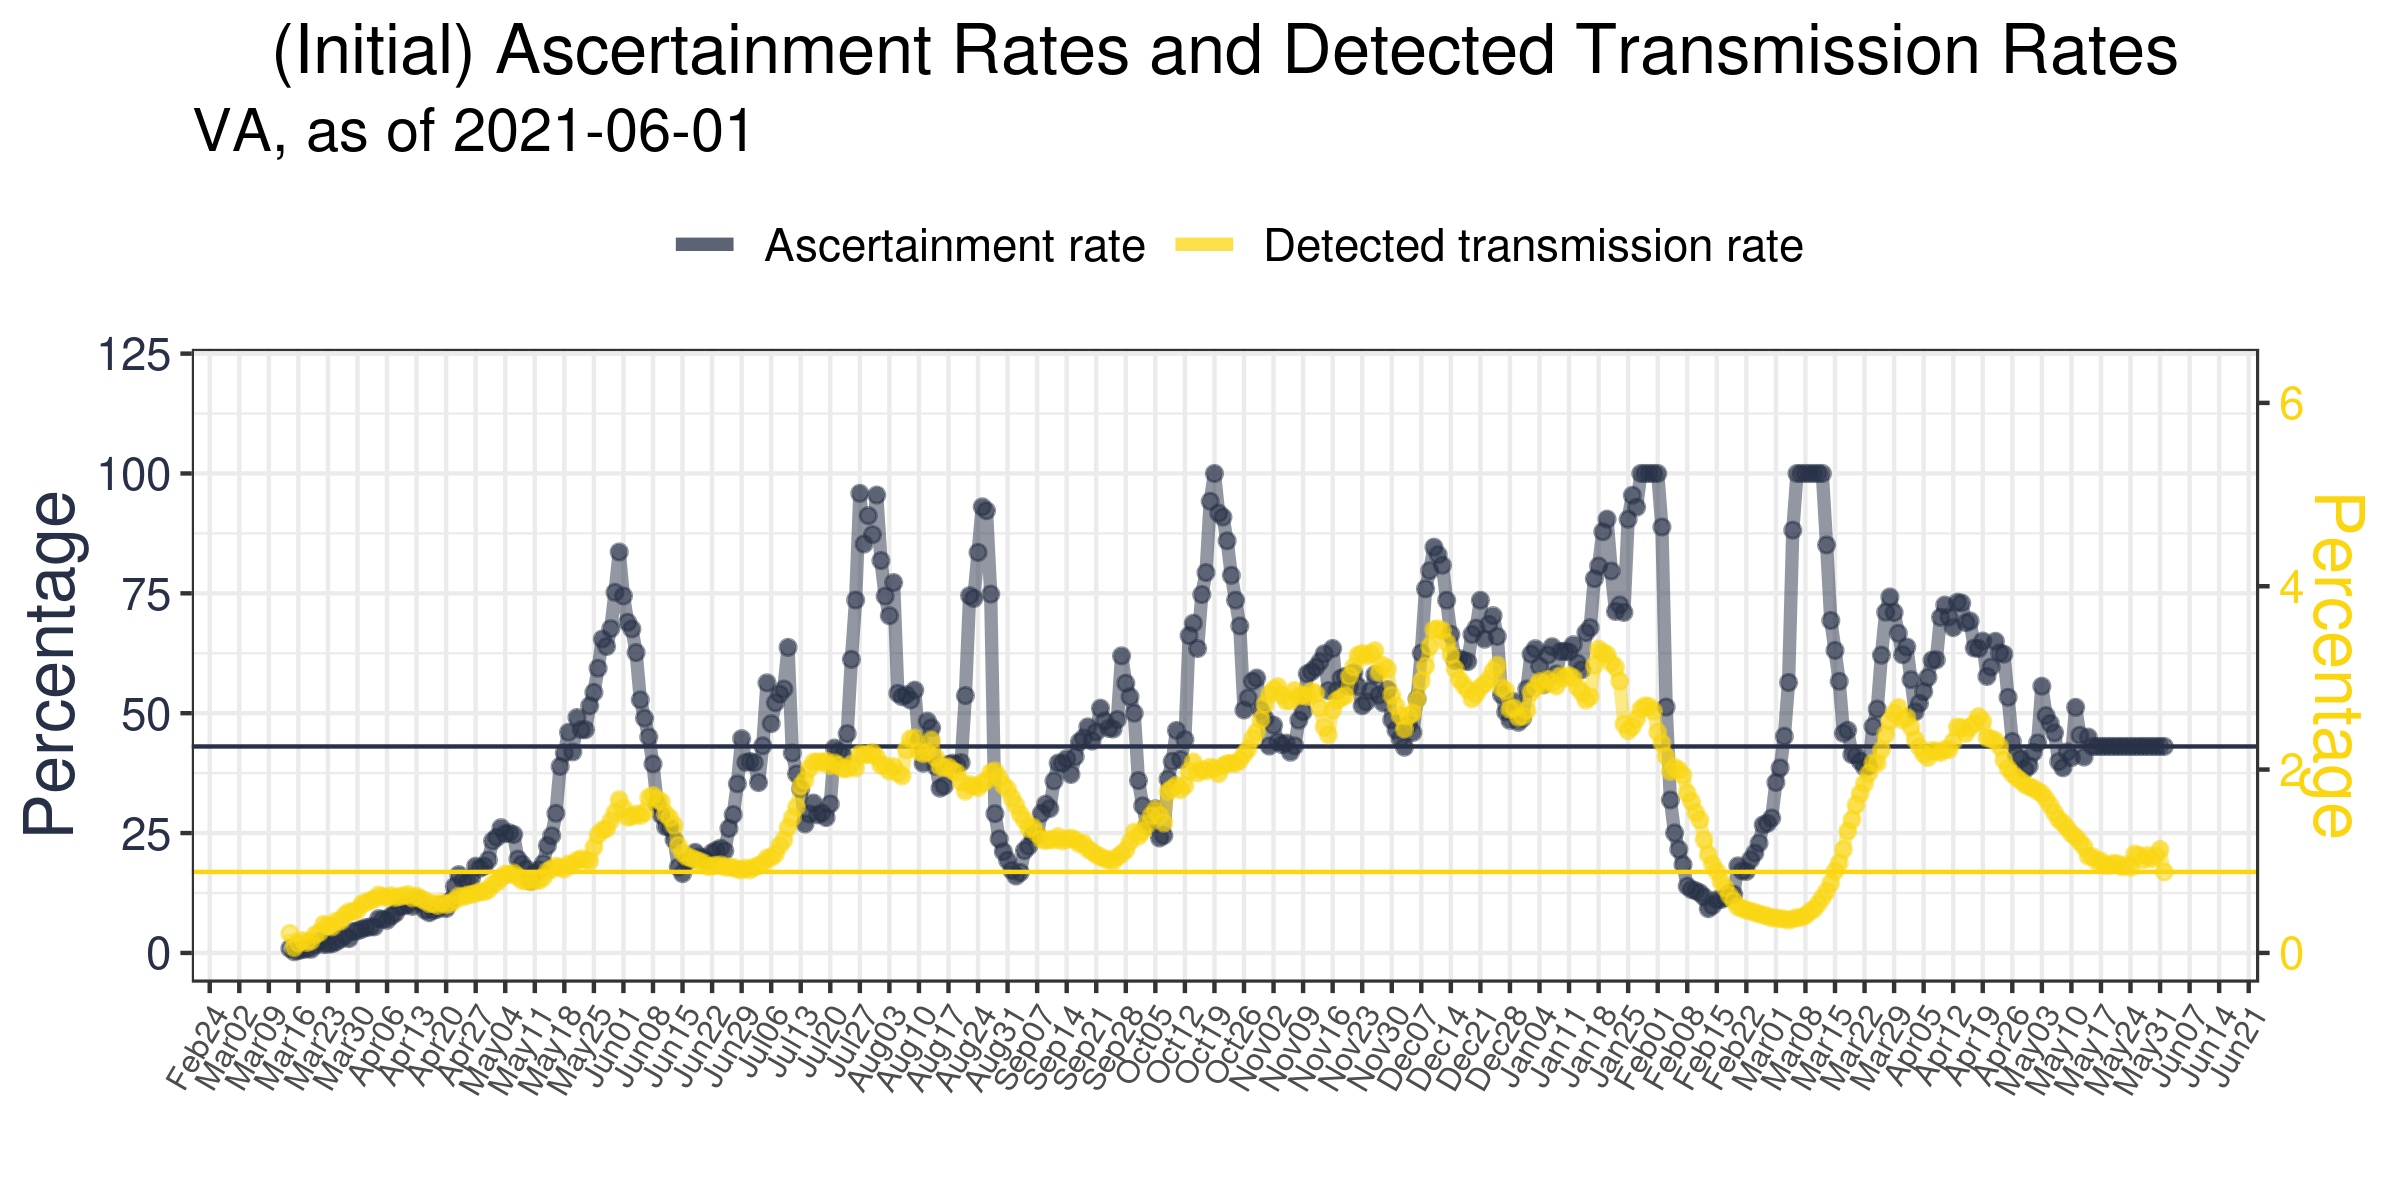 (Initial) Ascertainment Rates and Detected Transmission Rates
VA, as of 2021-06-01
Ascertainment rate Detected transmission rate
Percentage
125
100
75
50
25
0
6
4
2
0
Percentage
Feb24 Mar02 Mar09 Mar16 Mar23 Mar30 Apr06 Apr13 Apr20 Apr27 May04 May11 May18 May25 Jun01 Jun08 Jun15 Jun22 Jun29 Jul06 Jul13 Jul20 Jul27 Aug03 Aug10 Aug17 Aug24 Aug31 Sep07 Sep14 Sep21 Sep28 Oct05 Oct12 Oct19 Oct26 Nov02 Nov09 Nov16 Nov23 Nov30 Dec07 Dec14 Dec21 Dec28 Jan04 Jan11 Jan18 Jan25 Feb01 Feb08 Feb15 Feb22 Mar01 Mar08 Mar15 Mar22 Mar29 Apr05 Apr12 Apr19 Apr26 May03 May10 May17 May24 May31 Jun07 Jun14 Jun21